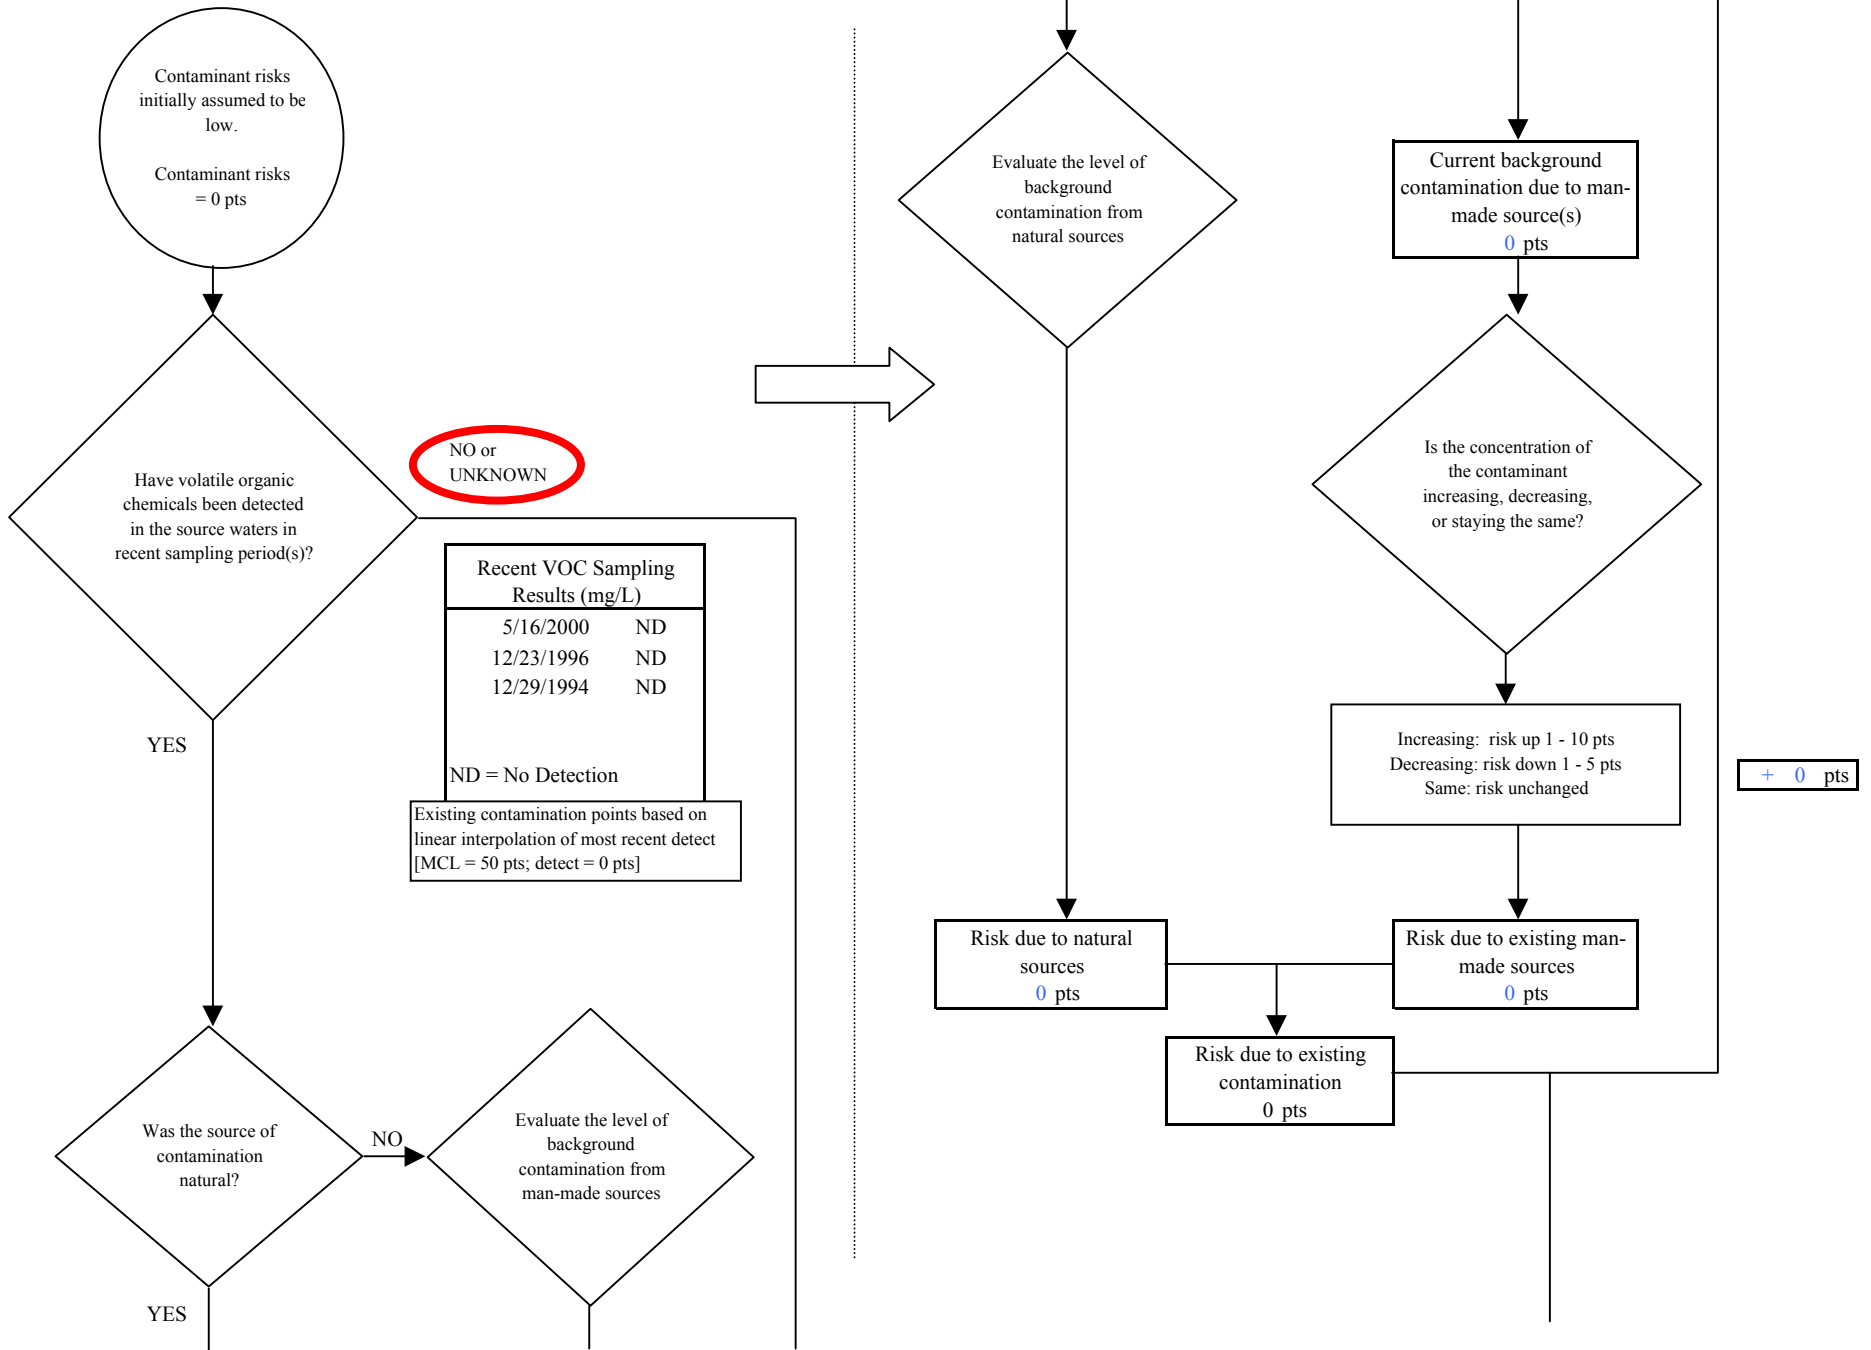 Contaminant risks
initially assumed to be
low.
Contaminant risks
= 0 pts
Have volatile organic
chemicals been detected
in the source waters in
recent sampling period(s)?
NO or
UNKNOWN
Recent VOC Sampling
Results (mg/L)
5/16/2000 ND
12/23/1996 ND
12/29/1994 ND
ND = No Detection
Existing contamination points based on
linear interpolation of most recent detect
[MCL = 50 pts; detect = 0 pts]
YES
Was the source of
contamination
natural?
NO
Evaluate the level of
background
contamination from
man-made sources
YES
Evaluate the level of
background
contamination from
natural sources
Current background
contamination due to man-
made source(s)
0 pts
Is the concentration of
the contaminant
increasing, decreasing,
or staying the same?
Increasing: risk up 1 - 10 pts
Decreasing: risk down 1 - 5 pts
Same: risk unchanged
+ 0 pts
Risk due to natural
sources
0 pts
Risk due to existing man-
made sources
0 pts
Risk due to existing
contamination
0 pts